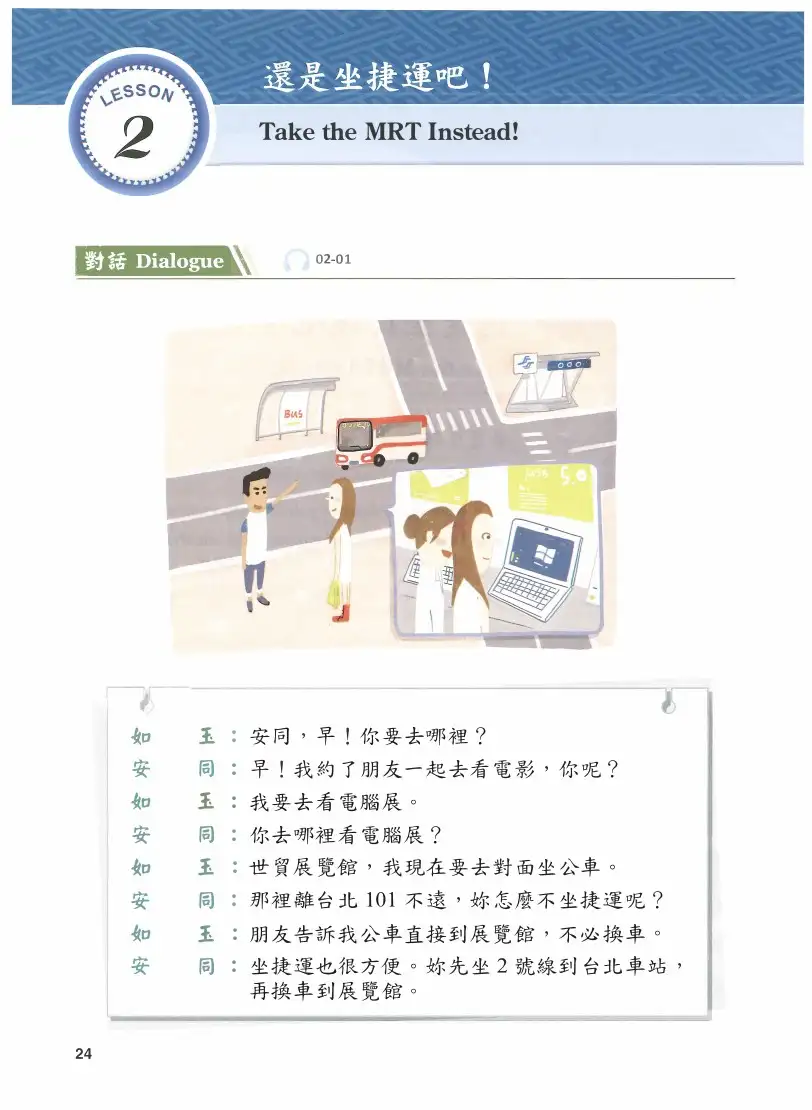 LESSON
2
還是坐捷運吧！
Take the MRT Instead!
對話 Dialogue
02-01
BUS
如玉：安同，早！你要去哪裡？
安同：早！我約了朋友一起去看電影，你呢？
如玉：我要去看電腦展。
安同：你去哪裡看電腦展？
如玉：世貿展覽館，我現在要去對面坐公車。
安同：那裡離台北 101 不遠，妳怎麼不坐捷運呢？
如玉：朋友告訴我公車直接到展覽館，不必換車。
安同：坐捷運也很方便。妳先坐 2 號線到台北車站，
再換車到展覽館。
24